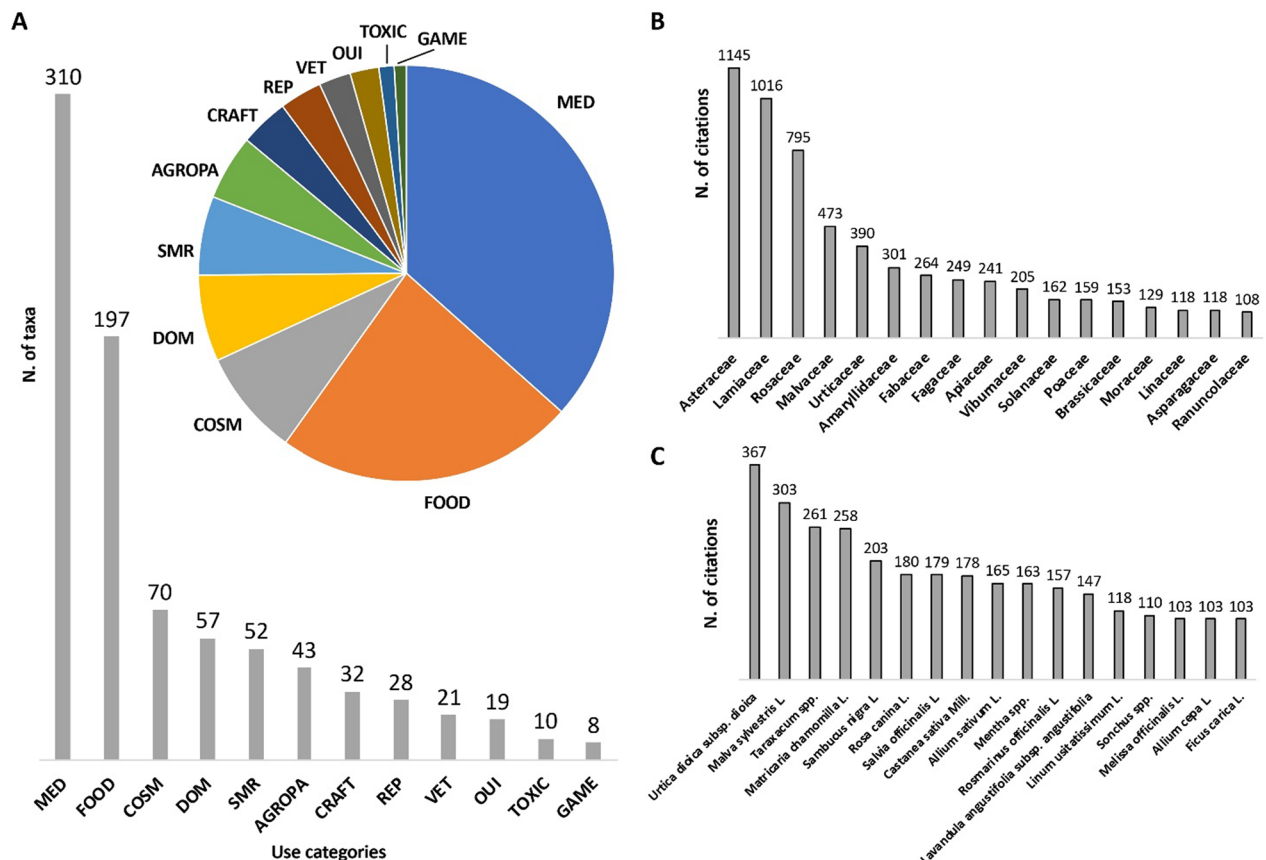 A
310
197
70
57
52
43
32
28
21
19
10
8
N. of taxa
MED
FOOD
COSM
DOM
SMR
AGROPA
CRAFT
REP
VET
OUI
TOXIC
GAME
Use categories
MED
FOOD
COSM
DOM
SMR
AGROPA
CRAFT
REP
VET
OUI
TOXIC
GAME
B
N. of citations
1145
1016
795
473
390
301
264
249
241
205
162
159
153
129
118
118
108
Asteraceae
Lamiaceae
Rosaceae
Malvaceae
Urticaceae
Amaryllidaceae
Fabaceae
Fagaceae
Apiaceae
Viburnaceae
Solanaceae
Poaceae
Brassicaceae
Moraceae
Linaceae
Asparagaceae
Ranuncolaceae
C
N. of citations
367
303
261
258
203
180
179
178
165
163
157
147
118
110
103
103
103
Urtica dioica subsp. dioica
Malva sylvestris L
Taraxacum spp.
Matricaria chamomilla L.
Sambucus nigra L
Rosa canina L.
Salvia officinalis L
Castanea sativa Mill.
Allium sativum L.
Mentha spp.
Rosmarinus officinalis L
Lavandula angustifolia subsp. angustifolia
Linum usitatissimum L.
Sonchus spp.
Melissa officinalis L.
Allium cepa L
Ficus carica L.